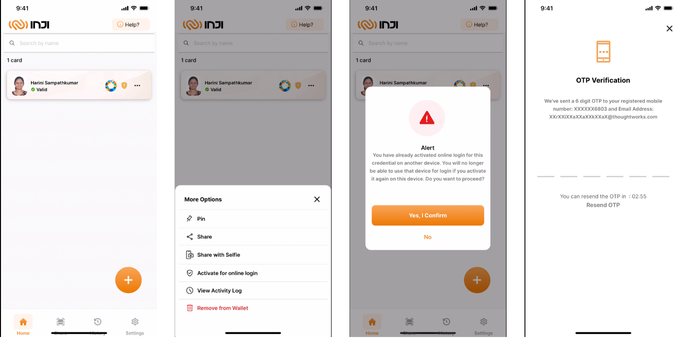 9:41
INJI
Help?
Search by name
1 card
Harini Sampathkumar
Valid
Home
Settings
9:41
INJI
Help?
Search by name
1 card
Harini Sampathkumar
Valid
More Options
Pin
Share
Share with Selfie
Activate for online login
View Activity Log
Remove from Wallet
9:41
INJI
Help?
Search by name
1 card
Harini Sampathkumar
Alert
You have already activated online login for this
credential on another device. You will no longer
be able to use that device for login if you activate
it again on this device. Do you want to proceed?
Yes, I Confirm
No
Home
Settings
9:41
OTP Verification
We've sent a 6 digit OTP to your registered mobile
number: XXXXXX6803 and Email Address:
You can resend the OTP in : 02:55
Resend OTP